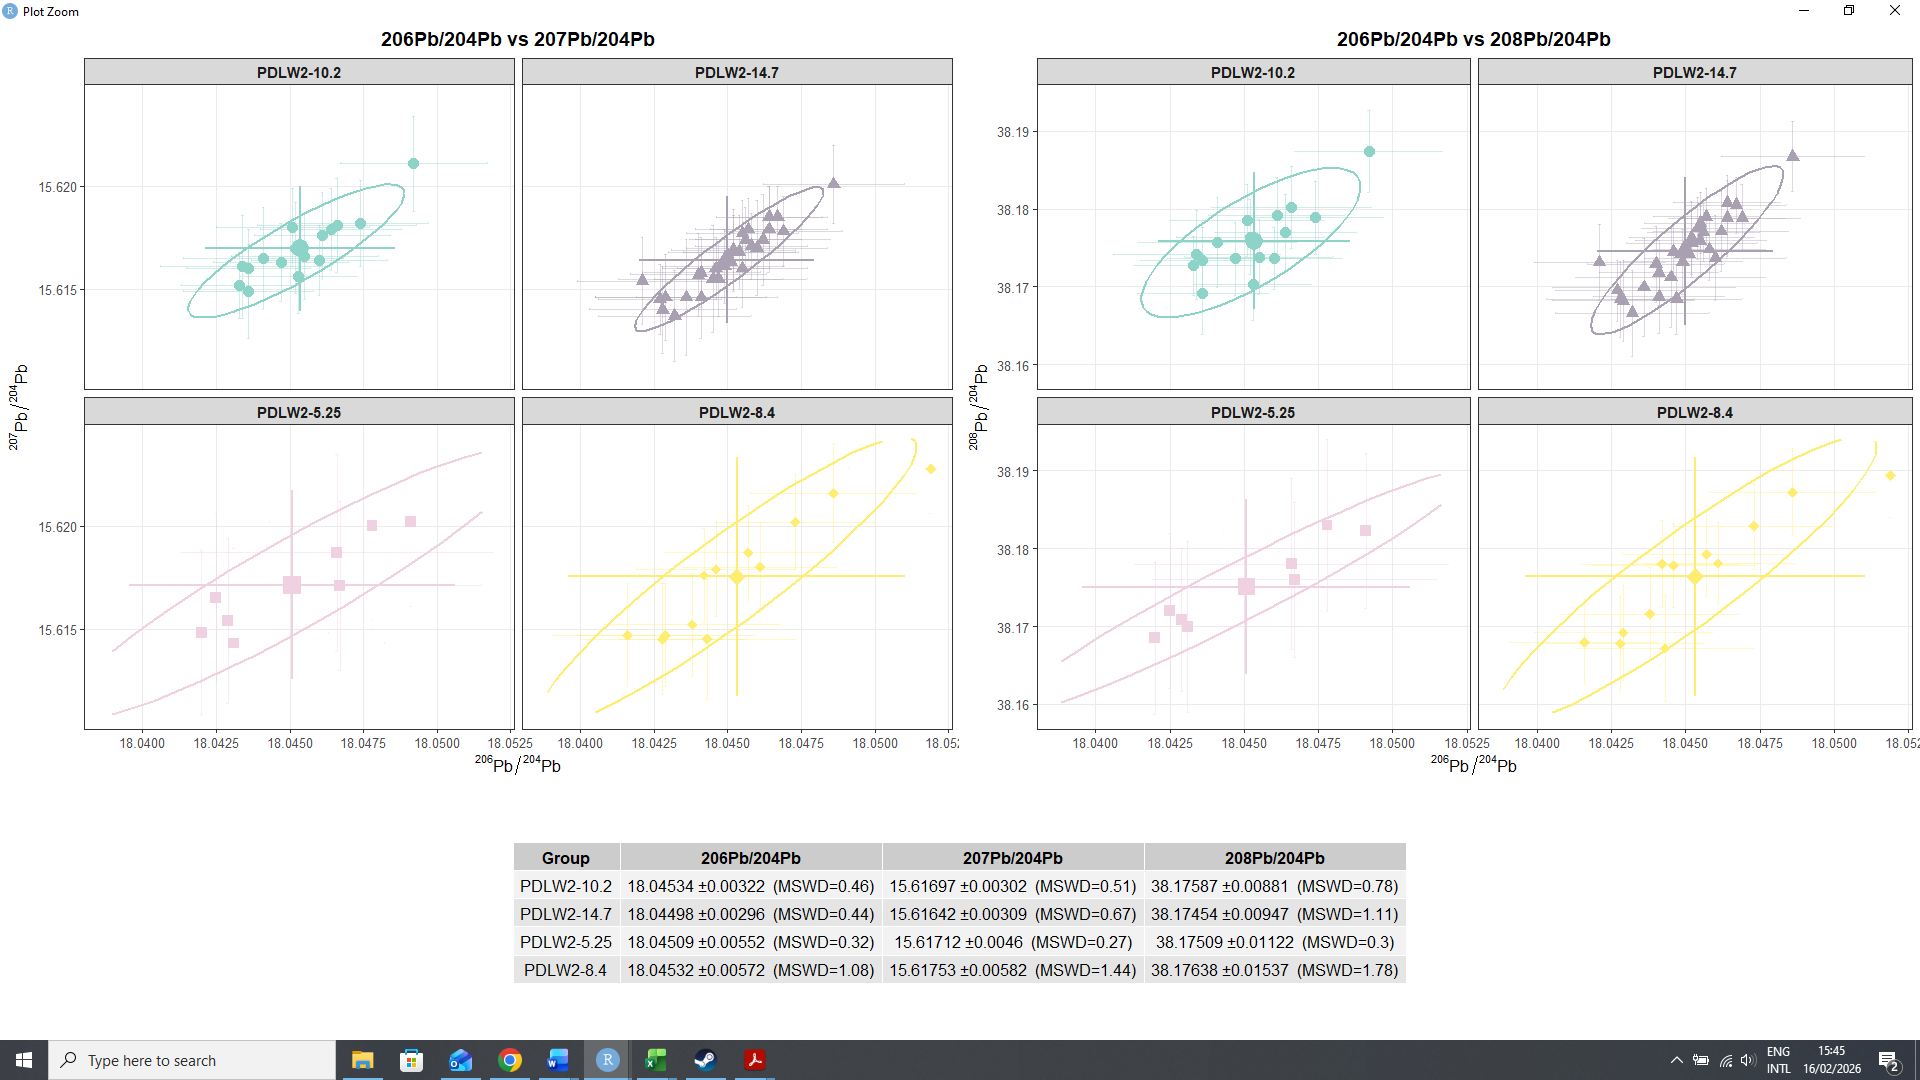 Plot Zoom
206Pb/204Pb vs 207Pb/204Pb
PDLW2-10.2
PDLW2-14.7
15.620
15.615
PDLW2-5.25
PDLW2-8.4
15.620
15.615
207Pb/204Pb
18.0400 18.0425 18.0450 18.0475 18.0500 18.0525
18.0400 18.0425 18.0450 18.0475 18.0500 18.052
206Pb/204Pb
206Pb/204Pb vs 208Pb/204Pb
PDLW2-10.2
PDLW2-14.7
38.19
38.18
38.17
38.16
PDLW2-5.25
PDLW2-8.4
38.19
38.18
38.17
38.16
208Pb/204Pb
18.0400 18.0425 18.0450 18.0475 18.0500 18.0525
18.0400 18.0425 18.0450 18.0475 18.0500 18.052
206Pb/204Pb
Group 206Pb/204Pb 207Pb/204Pb 208Pb/204Pb
PDLW2-10.2 18.04534 ±0.00322 (MSWD=0.46) 15.61697 ±0.00302 (MSWD=0.51) 38.17587 ±0.00881 (MSWD=0.78)
PDLW2-14.7 18.04498 ±0.00296 (MSWD=0.44) 15.61642 ±0.00309 (MSWD=0.67) 38.17454 ±0.00947 (MSWD=1.11)
PDLW2-5.25 18.04509 ±0.00552 (MSWD=0.32) 15.61712 ±0.0046 (MSWD=0.27) 38.17509 ±0.01122 (MSWD=0.3)
PDLW2-8.4 18.04532 ±0.00572 (MSWD=1.08) 15.61753 ±0.00582 (MSWD=1.44) 38.17638 ±0.01537 (MSWD=1.78)
Type here to search
ENG
INTL
15:45
16/02/2026
2